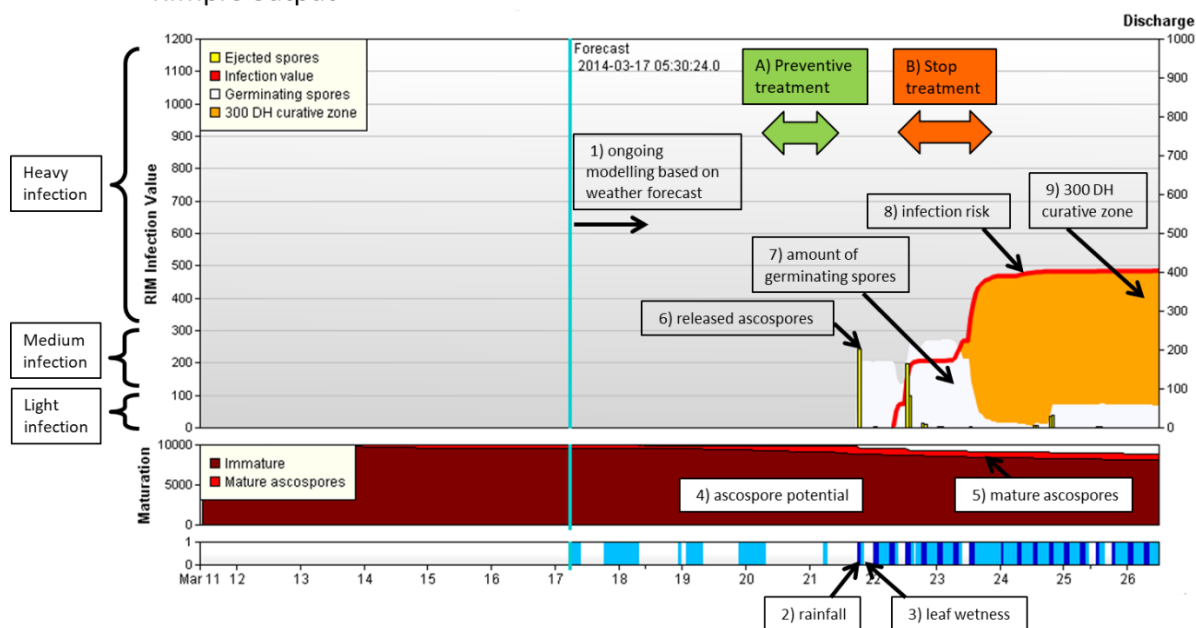 Discharge
1200
1100
1000
900
800
700
600
500
400
300
200
100
0
RIM Infection Value
Ejected spores
Infection value
Germinating spores
300 DH curative zone
Forecast
2014-03-17 05:30:24.0
A) Preventive
treatment
B) Stop
treatment
1000
900
800
700
600
500
400
300
200
100
0
Heavy
infection
Medium
infection
Light
infection
1) ongoing
modelling based on
weather forecast
9) 300 DH
curative zone
8) infection risk
7) amount of
germinating spores
6) released ascospores
10000
5000
0
Maturation
Immature
Mature ascospores
4) ascospore potential
5) mature ascospores
1
0
Mar 11 12 13 14 15 16 17 18 19 20 21 22 23 24 25 26
2) rainfall
3) leaf wetness